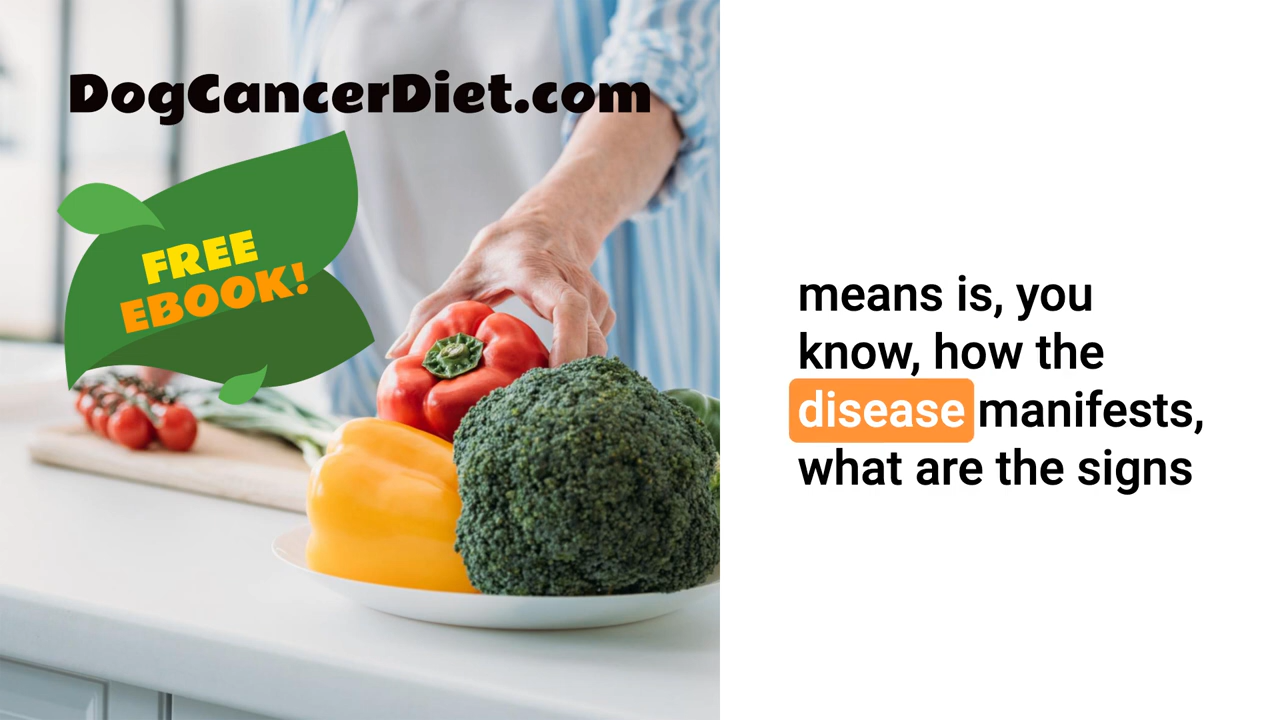 DogCancerDiet.com
FREE
EBOOK!
means is, you
know, how the
disease manifests,
what are the signs